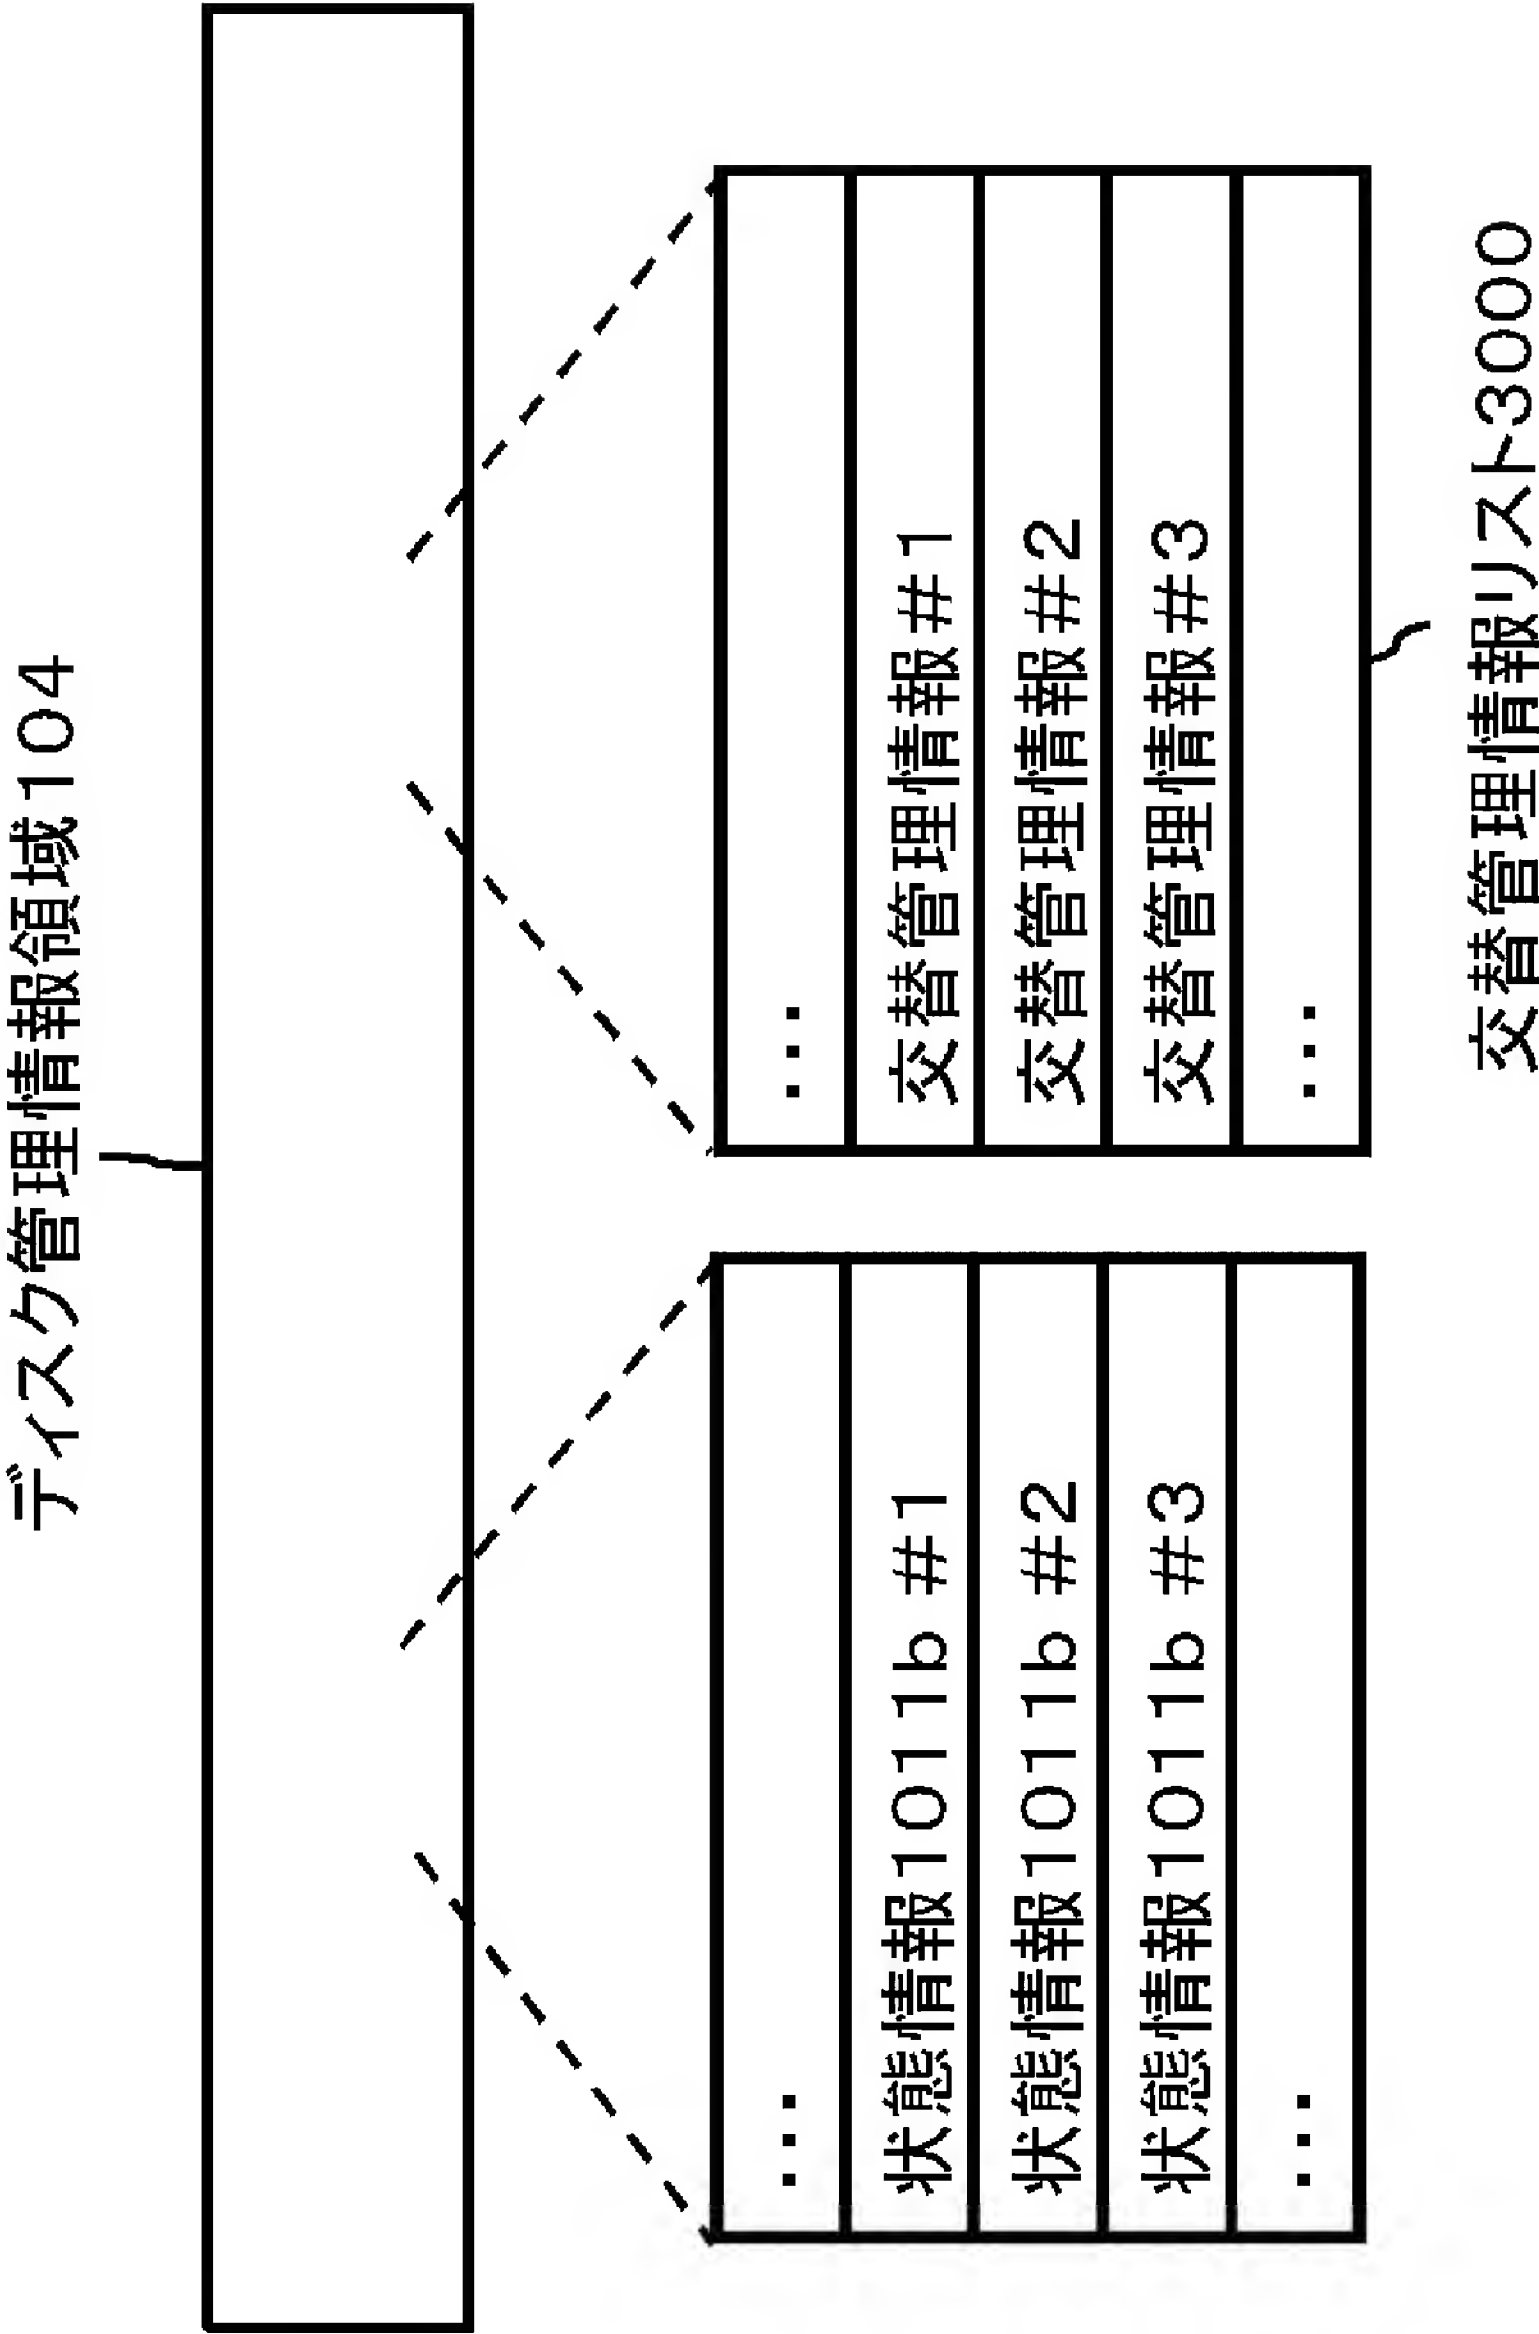 ディスク管理情報領域104
・・・
状態情報1011b #1
状態情報1011b #2
状態情報1011b #3
・・・
・・・
交替管理情報#1
交替管理情報#2
交替管理情報#3
・・・
交替管理情報リスト3000